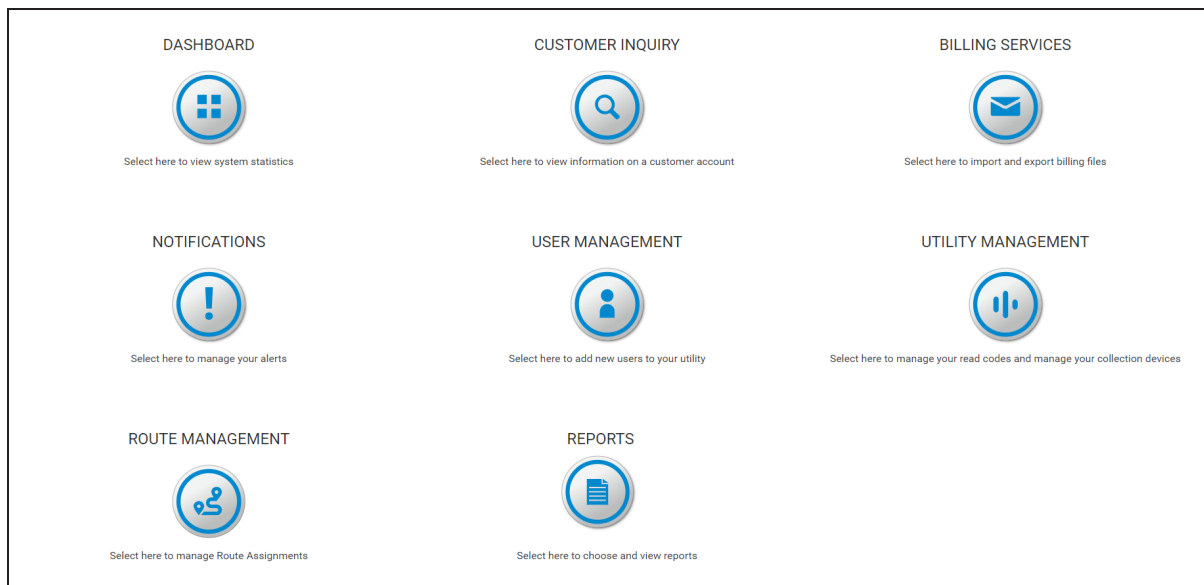 DASHBOARD
CUSTOMER INQUIRY
BILLING SERVICES
Select here to view system statistics
Select here to view information on a customer account
Select here to import and export billing files
NOTIFICATIONS
USER MANAGEMENT
UTILITY MANAGEMENT
Select here to manage your alerts
Select here to add new users to your utility
Select here to manage your read codes and manage your collection devices
ROUTE MANAGEMENT
REPORTS
Select here to manage Route Assignments
Select here to choose and view reports